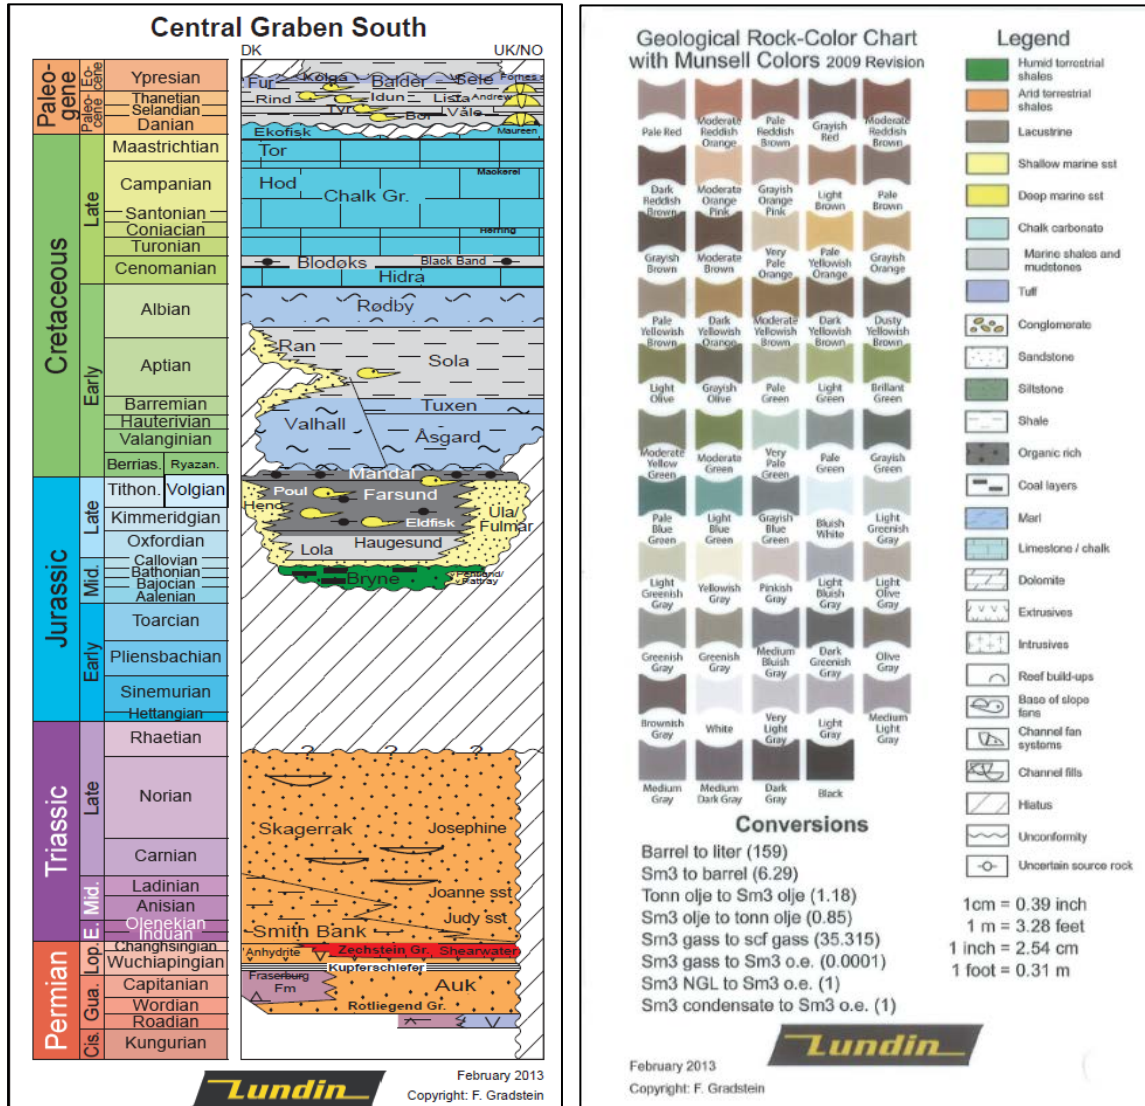 Central Graben South
DK
UK/NO
Paleo-
gene
Eo-
cene
Paleo-
cene
Ypresian
Thanetian
Selandian
Danian
Cretaceous
Late
Maastrichtian
Campanian
Santonian
Coniacian
Turonian
Cenomanian
Early
Albian
Aptian
Barremian
Hauterivian
Valanginian
Berrias.
Ryazan.
Jurassic
Late
Tithon.
Volgian
Kimmeridgian
Oxfordian
Mid.
Callovian
Bathonian
Bajocian
Aalenian
Early
Toarcian
Pliensbachian
Sinemurian
Hettangian
Triassic
Late
Rhaetian
Norian
Carnian
Mid.
Ladinian
Anisian
E.
Olenekian
Induan
Permian
Lop.
Changhsingian
Wuchiapingian
Gua.
Capitanian
Wordian
Roadian
Cis.
Kungurian
Fur
Kolga
Balder
Sele
Rind
Idun
Lista
Andrew
Tyr
Bor
Våle
Ekofisk
Maureen
Tor
Mackerel
Hod
Chalk Gr.
Herring
Blodøks
Black Band
Hidra
Rødby
Ran
Sola
Tuxen
Valhall
Åsgard
Mandal
Poul
Farsund
Heno
Ula/
Fulmar
Eldfisk
Lola
Haugesund
Bryne
Pentland/
Rattray
? ? ?
Skagerrak
Josephine
Joanne sst
Judy sst
Smith Bank
Anhydrite
Zechstein Gr.
Shearwater
Kupferschiefer
Fraserburg
Fm
Auk
Rotliegend Gr.
Lundin
February 2013
Copyright: F. Gradstein
Geological Rock-Color Chart
with Munsell Colors 2009 Revision
Pale Red
Moderate Reddish Orange
Pale Reddish Brown
Grayish Red
Moderate Reddish Brown
Dark Reddish Brown
Moderate Orange Pink
Grayish Orange Pink
Light Brown
Pale Brown
Grayish Brown
Moderate Brown
Very Pale Orange
Pale Yellowish Orange
Grayish Orange
Pale Yellowish Brown
Dark Yellowish Orange
Moderate Yellowish Brown
Dark Yellowish Brown
Dusty Yellowish Brown
Light Olive
Grayish Olive
Pale Green
Light Green
Brilliant Green
Moderate Yellow Green
Moderate Green
Very Pale Green
Pale Green
Grayish Green
Pale Blue Green
Light Blue Green
Grayish Blue Green
Bluish White
Light Greenish Gray
Light Greenish Gray
Yellowish Gray
Pinkish Gray
Light Bluish Gray
Light Olive Gray
Greenish Gray
Greenish Gray
Medium Bluish Gray
Dark Greenish Gray
Olive Gray
Brownish Gray
White
Very Light Gray
Light Gray
Medium Light Gray
Medium Gray
Medium Dark Gray
Dark Gray
Black
Legend
Humid terrestrial
shales
Arid terrestrial
shales
Lacustrine
Shallow marine sst
Deep marine sst
Chalk carbonate
Marine shales and
mudstones
Tuff
Conglomerate
Sandstone
Siltstone
Shale
Organic rich
Coal layers
Marl
Limestone / chalk
Dolomite
Extrusives
Intrusives
Reef build-ups
Base of slope
fans
Channel fan
systems
Channel fills
Hiatus
Unconformity
Uncertain source rock
Conversions
Barrel to liter (159)
Sm3 to barrel (6.29)
Tonn olje to Sm3 olje (1.18)
Sm3 olje to tonn olje (0.85)
Sm3 gass to scf gass (35.315)
Sm3 gass to Sm3 o.e. (0.0001)
Sm3 NGL to Sm3 o.e. (1)
Sm3 condensate to Sm3 o.e. (1)
1cm = 0.39 inch
1 m = 3.28 feet
1 inch = 2.54 cm
1 foot = 0.31 m
Lundin
February 2013
Copyright: F. Gradstein